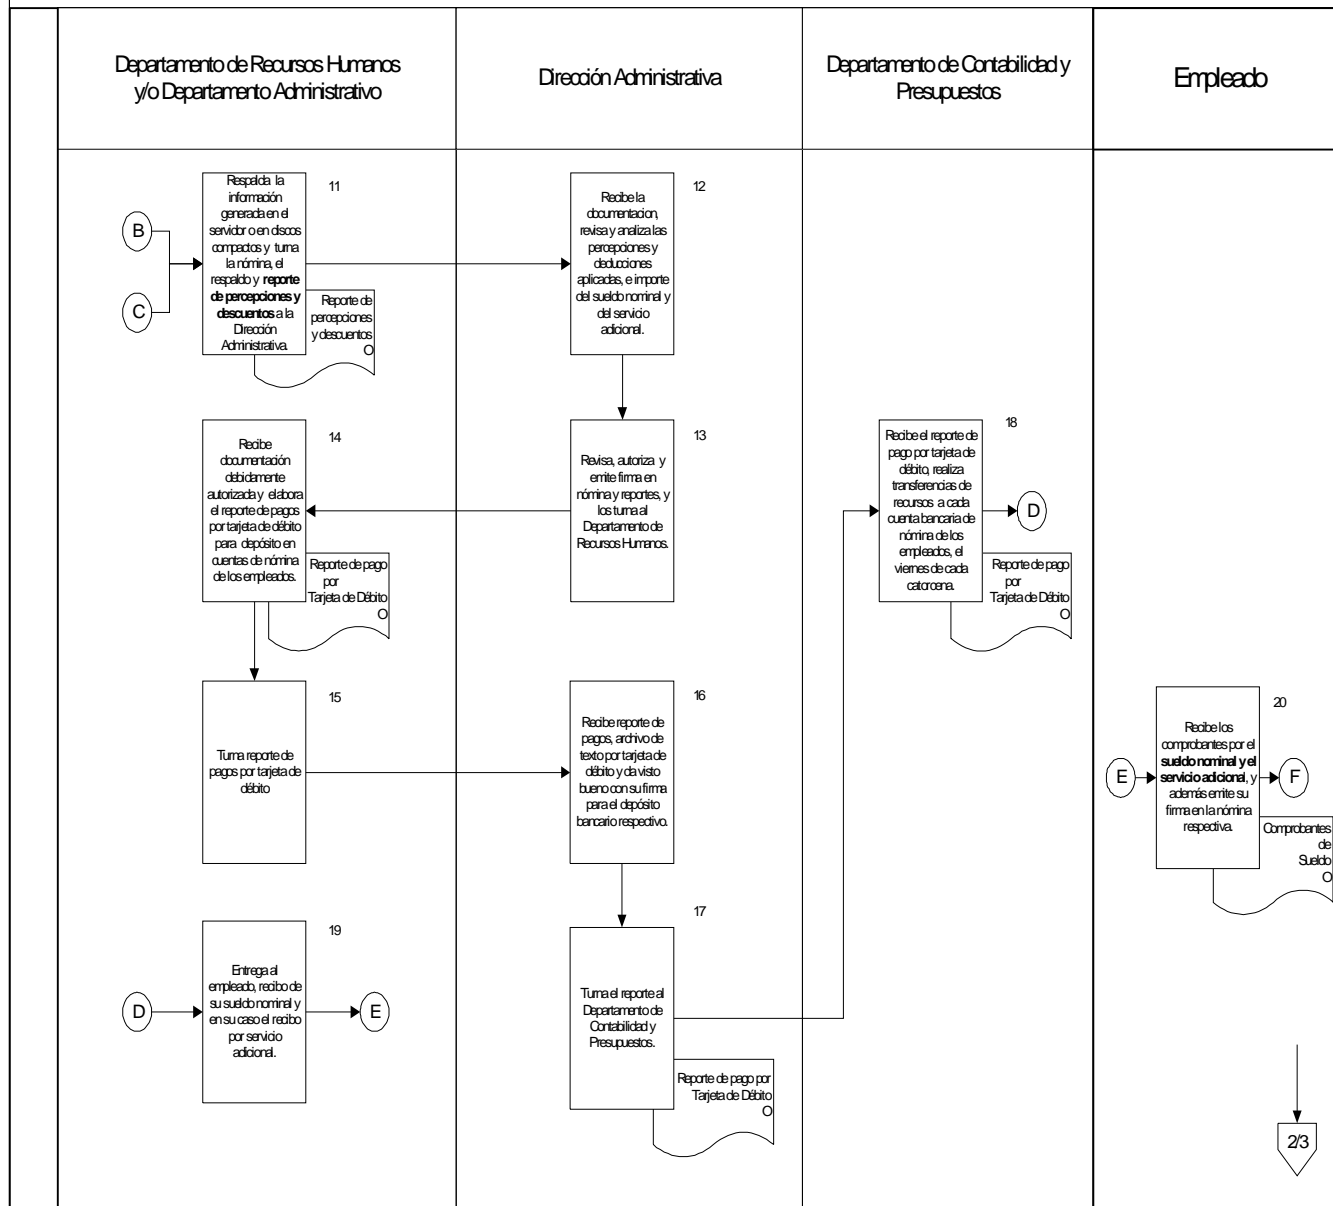 Departamento de Recursos Humanos
y/o Departamento Administrativo
Dirección Administrativa
Departamento de Contabilidad y
Presupuestos
Empleado
B
C
11
Respalda la
información
generada en el
servidor o en discos
compactos y turna
la nómina, el
respaldo y reporte
de percepciones y
descuentos a la
Dirección
Administrativa.
Reporte de
percepciones
y descuentos
O
12
Recibe la
documentacion,
revisa y analiza las
percepciones y
deducciones
aplicadas, e importe
del sueldo nominal y
del servicio
adicional.
14
Recibe
documentación
debidamente
autorizada y elabora
el reporte de pagos
por tarjeta de débito
para depósito en
cuentas de nómina
de los empleados.
Reporte de pago
por
Tarjeta de Débito
O
13
Revisa, autoriza y
emite firma en
nómina y reportes, y
los turna al
Departamento de
Recursos Humanos.
18
Recibe el reporte de
pago por tarjeta de
débito, realiza
transferencias de
recursos a cada
cuenta bancaria de
nómina de los
empleados, el
viernes de cada
catorcena.
D
Reporte de pago
por
Tarjeta de Débito
O
15
Turna reporte de
pagos por tarjeta de
débito
16
Recibe reporte de
pagos, archivo de
texto por tarjeta de
débito y da visto
bueno con su firma
para el depósito
bancario respectivo.
20
E
Recibe los
comprobantes por el
sueldo nominal y el
servicio adicional, y
además emite su
firma en la nómina
respectiva.
F
Comprobantes
de
Sueldo
O
19
D
Entrega al
empleado, recibo de
su sueldo nominal y
en su caso el recibo
por servicio
adicional.
E
17
Turna el reporte al
Departamento de
Contabilidad y
Presupuestos.
Reporte de pago por
Tarjeta de Débito
O
2/3